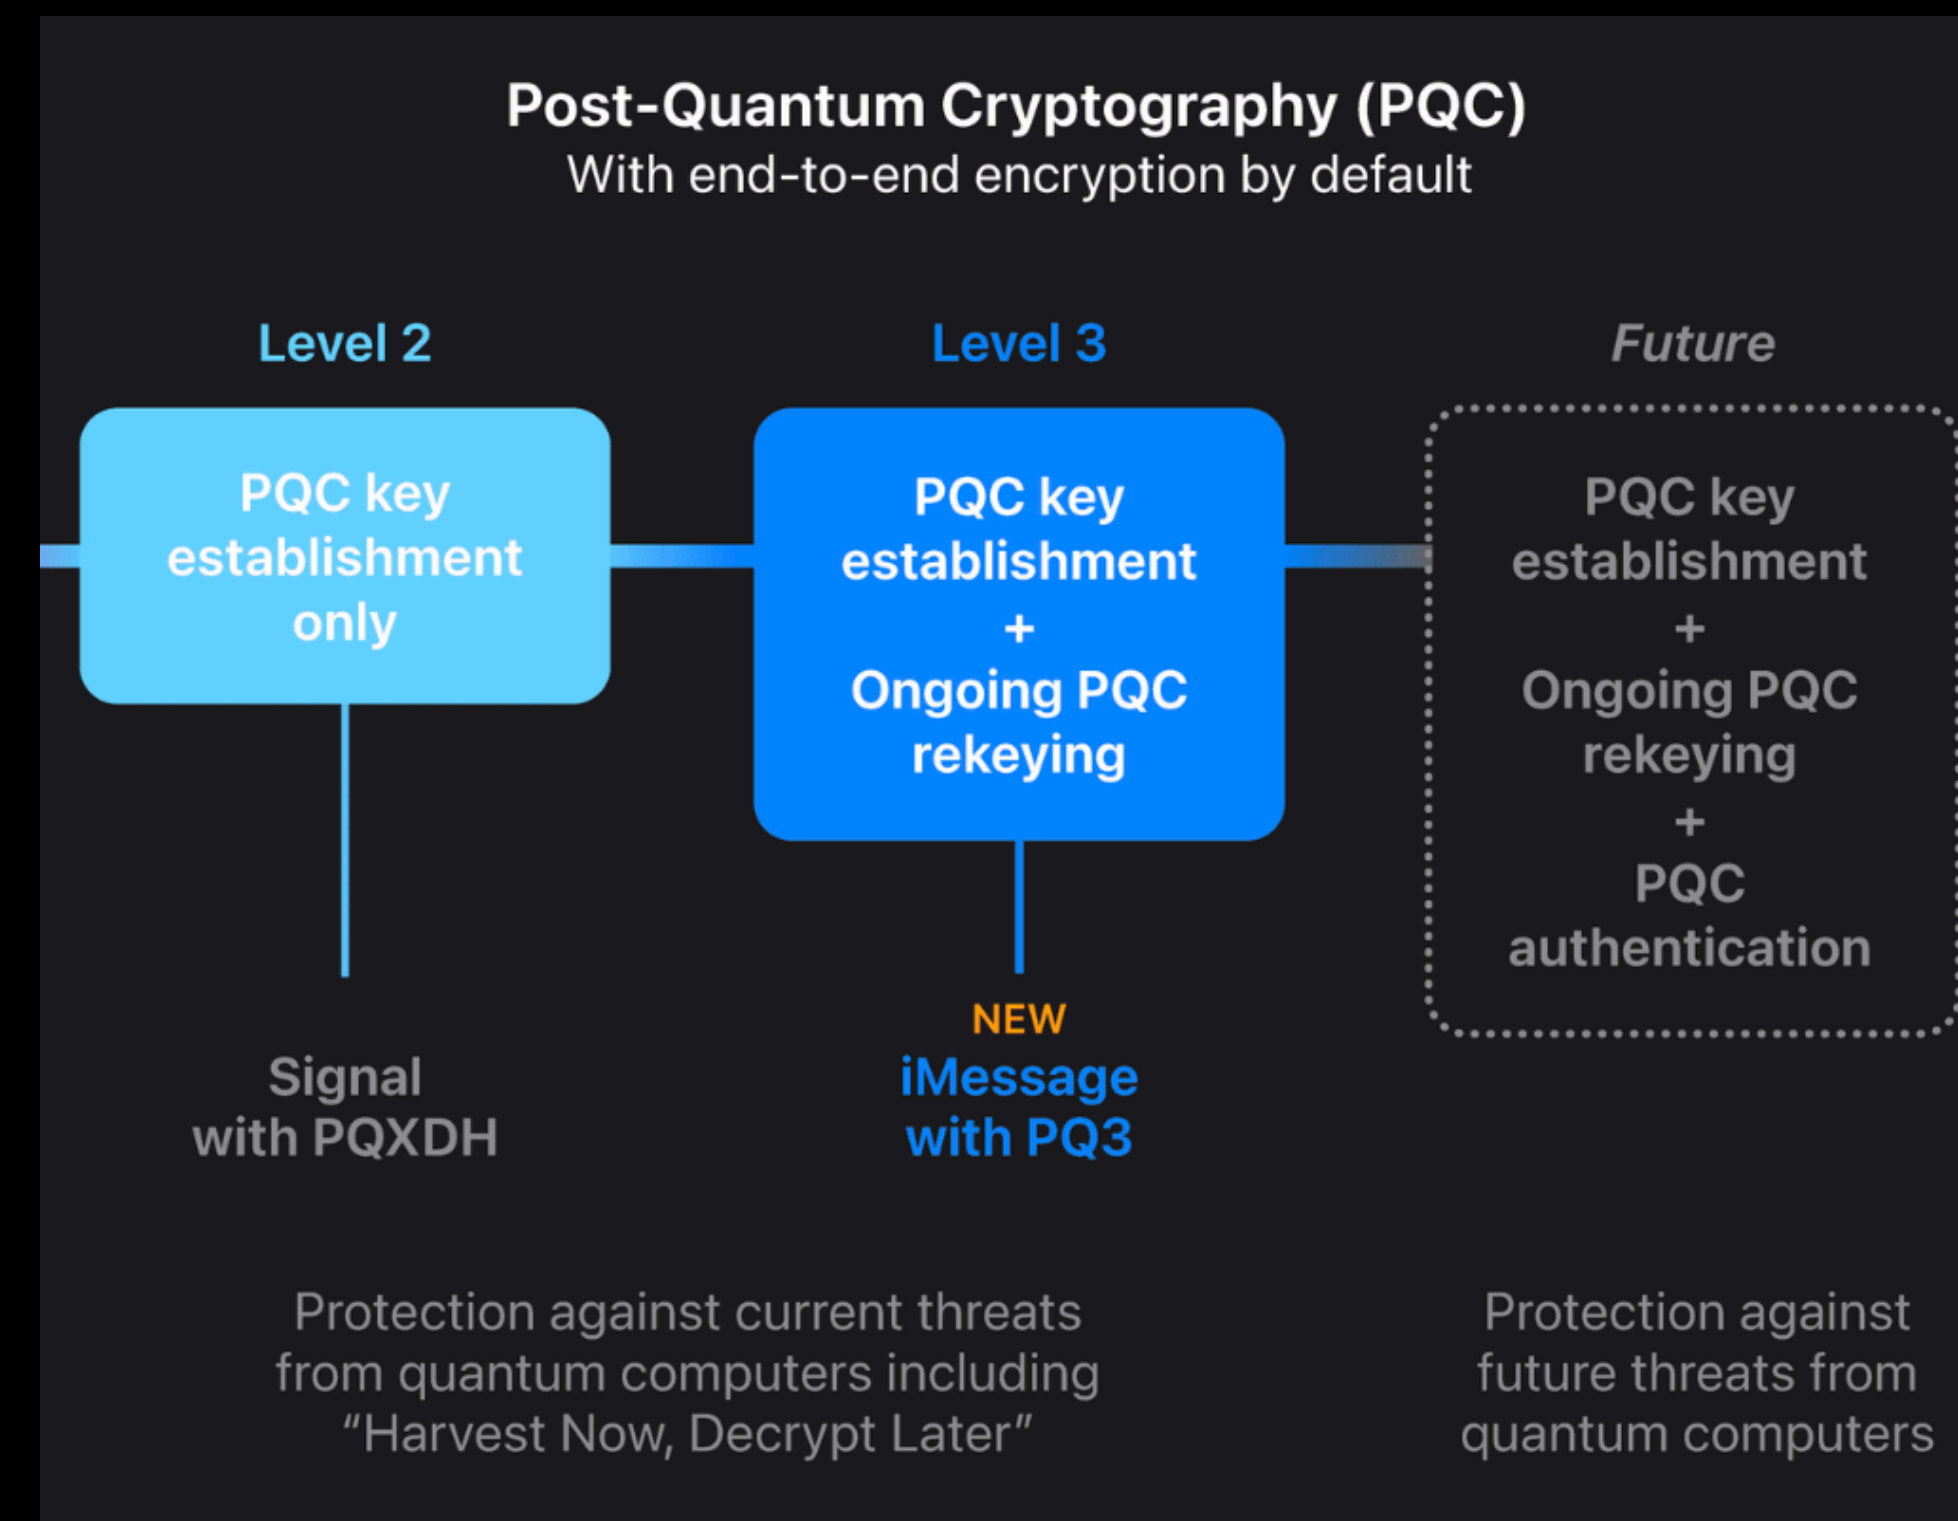 Post-Quantum Cryptography (PQC)
With end-to-end encryption by default
Level 2
PQC key
establishment
only
Signal
with PQXDH
Level 3
PQC key
establishment
+
Ongoing PQC
rekeying
NEW
iMessage
with PQ3
Future
PQC key
establishment
+
Ongoing PQC
rekeying
+
PQC
authentication
Protection against current threats
from quantum computers including
“Harvest Now, Decrypt Later”
Protection against
future threats from
quantum computers